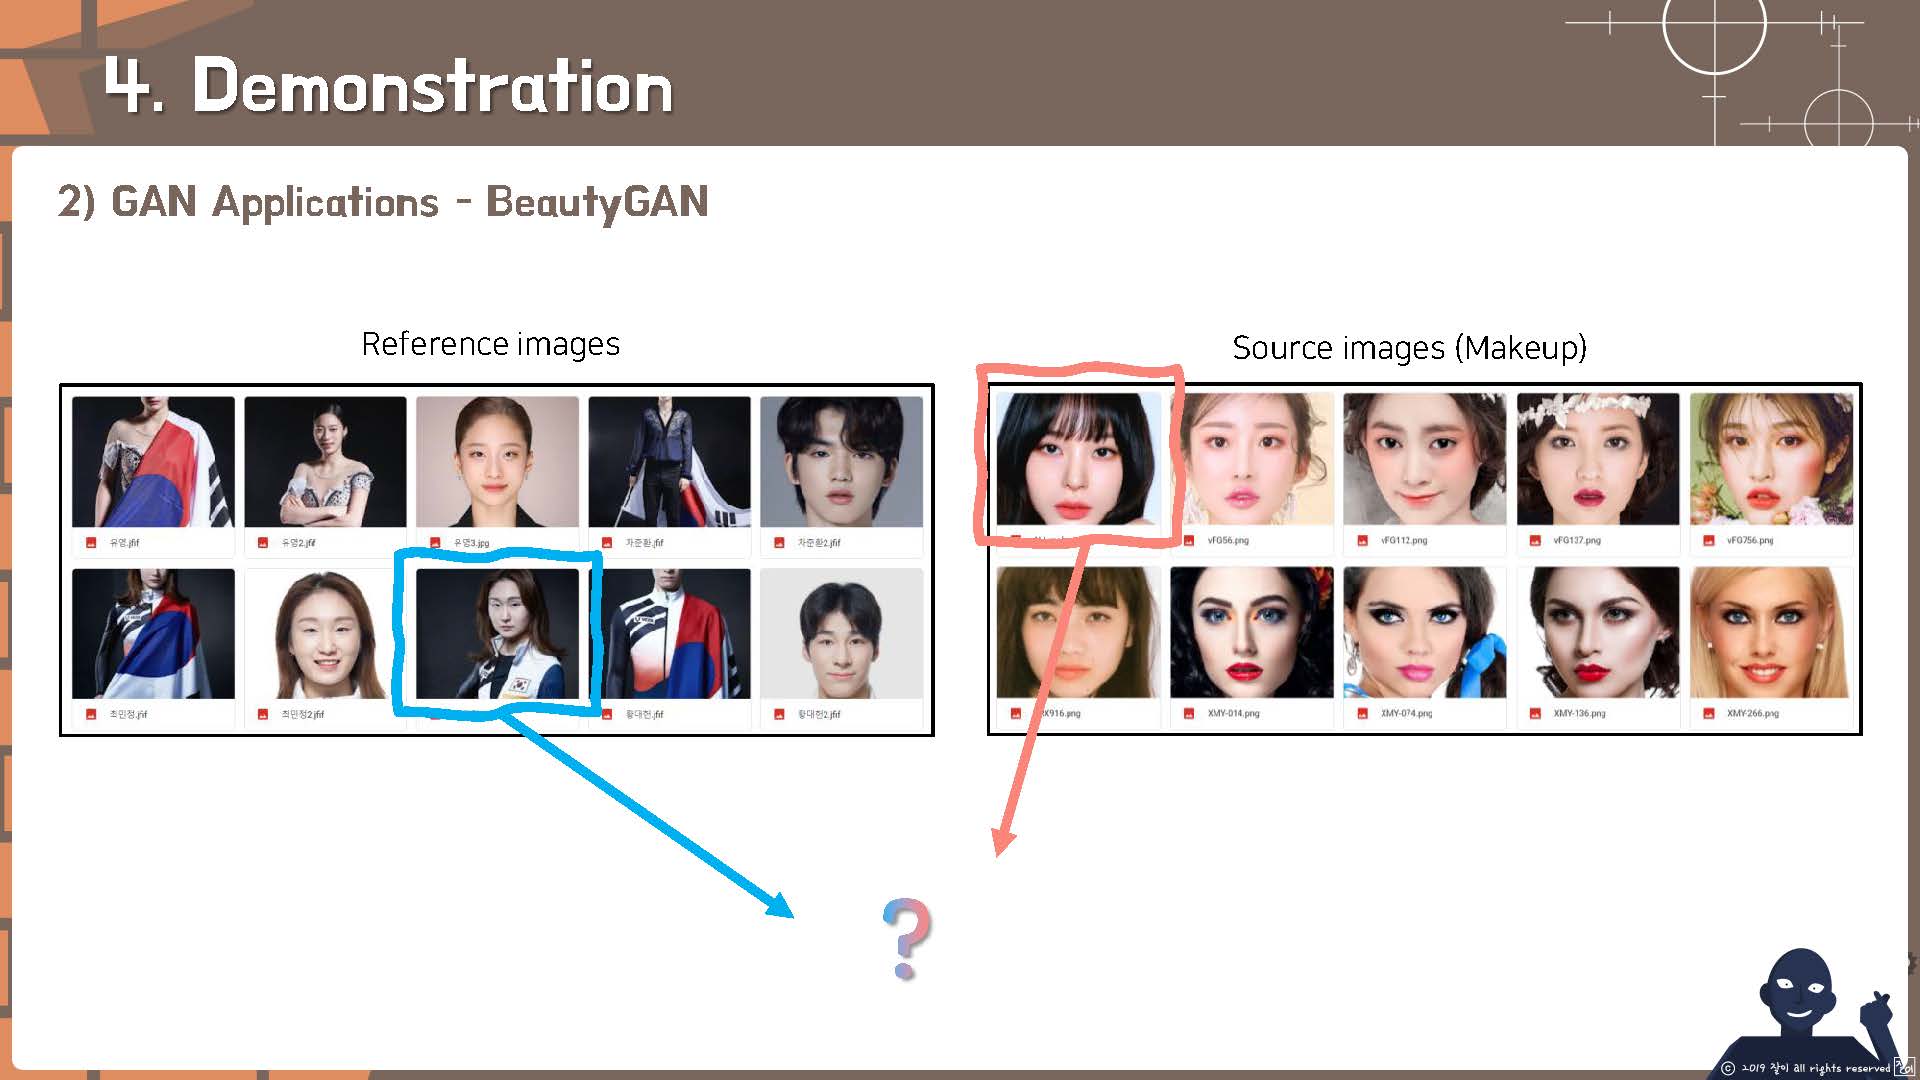 4. Demonstration
2) GAN Applications - BeautyGAN
Reference images
Source images (Makeup)
유영.jfif
유영2.jfif
유영3.jpg
차준환.jfif
차준환2.jfif
vFG56.png
vFG112.png
vFG137.png
vFG756.png
최민정.jfif
최민정2.jfif
황대헌.jfif
황대헌2.jfif
XMY-014.png
XMY-074.png
XMY-136.png
XMY-266.png
?
ⓒ 2019 잘이 all rights reserved